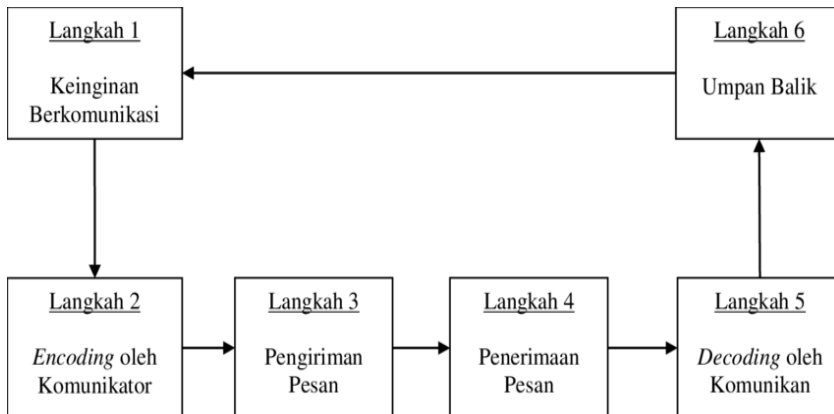 Langkah 1
Keinginan
Berkomunikasi
Langkah 6
Umpan Balik
Langkah 2
Encoding oleh
Komunikator
Langkah 3
Pengiriman
Pesan
Langkah 4
Penerimaan
Pesan
Langkah 5
Decoding oleh
Komunikan